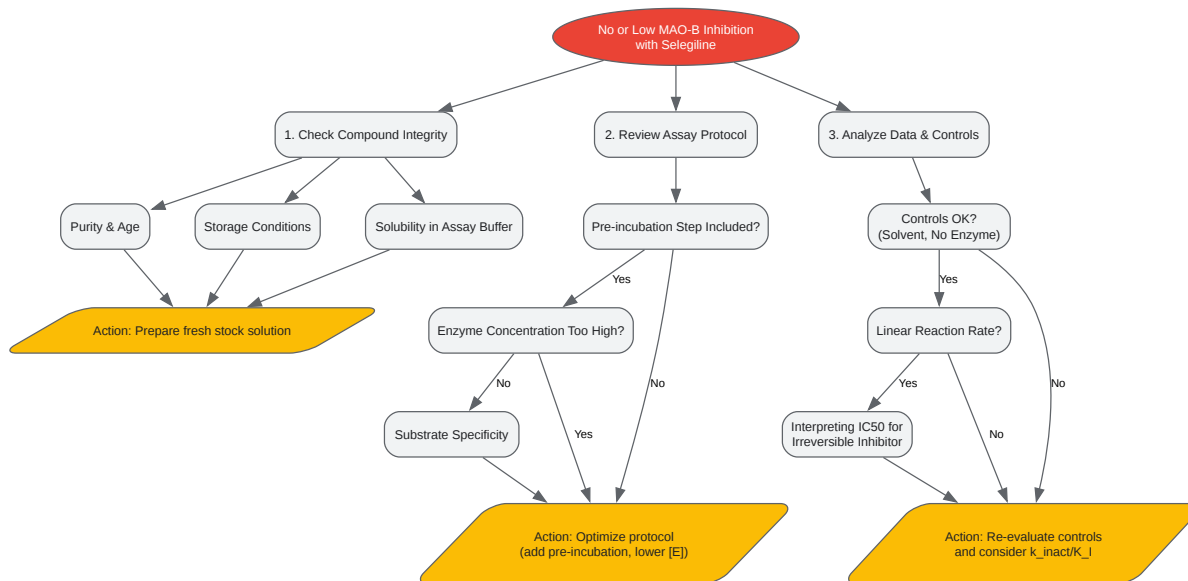 No or Low MAO-B Inhibition
with Selegiline
1. Check Compound Integrity
2. Review Assay Protocol
3. Analyze Data & Controls
Purity & Age
Storage Conditions
Solubility in Assay Buffer
Pre-incubation Step Included?
Controls OK?
(Solvent, No Enzyme)
Yes
Yes
Action: Prepare fresh stock solution
Enzyme Concentration Too High?
Linear Reaction Rate?
No
No
Yes
No
Substrate Specificity
Yes
Interpreting IC50 for
Irreversible Inhibitor
No
Action: Optimize protocol
(add pre-incubation, lower [E])
Action: Re-evaluate controls
and consider k_inact/K_I